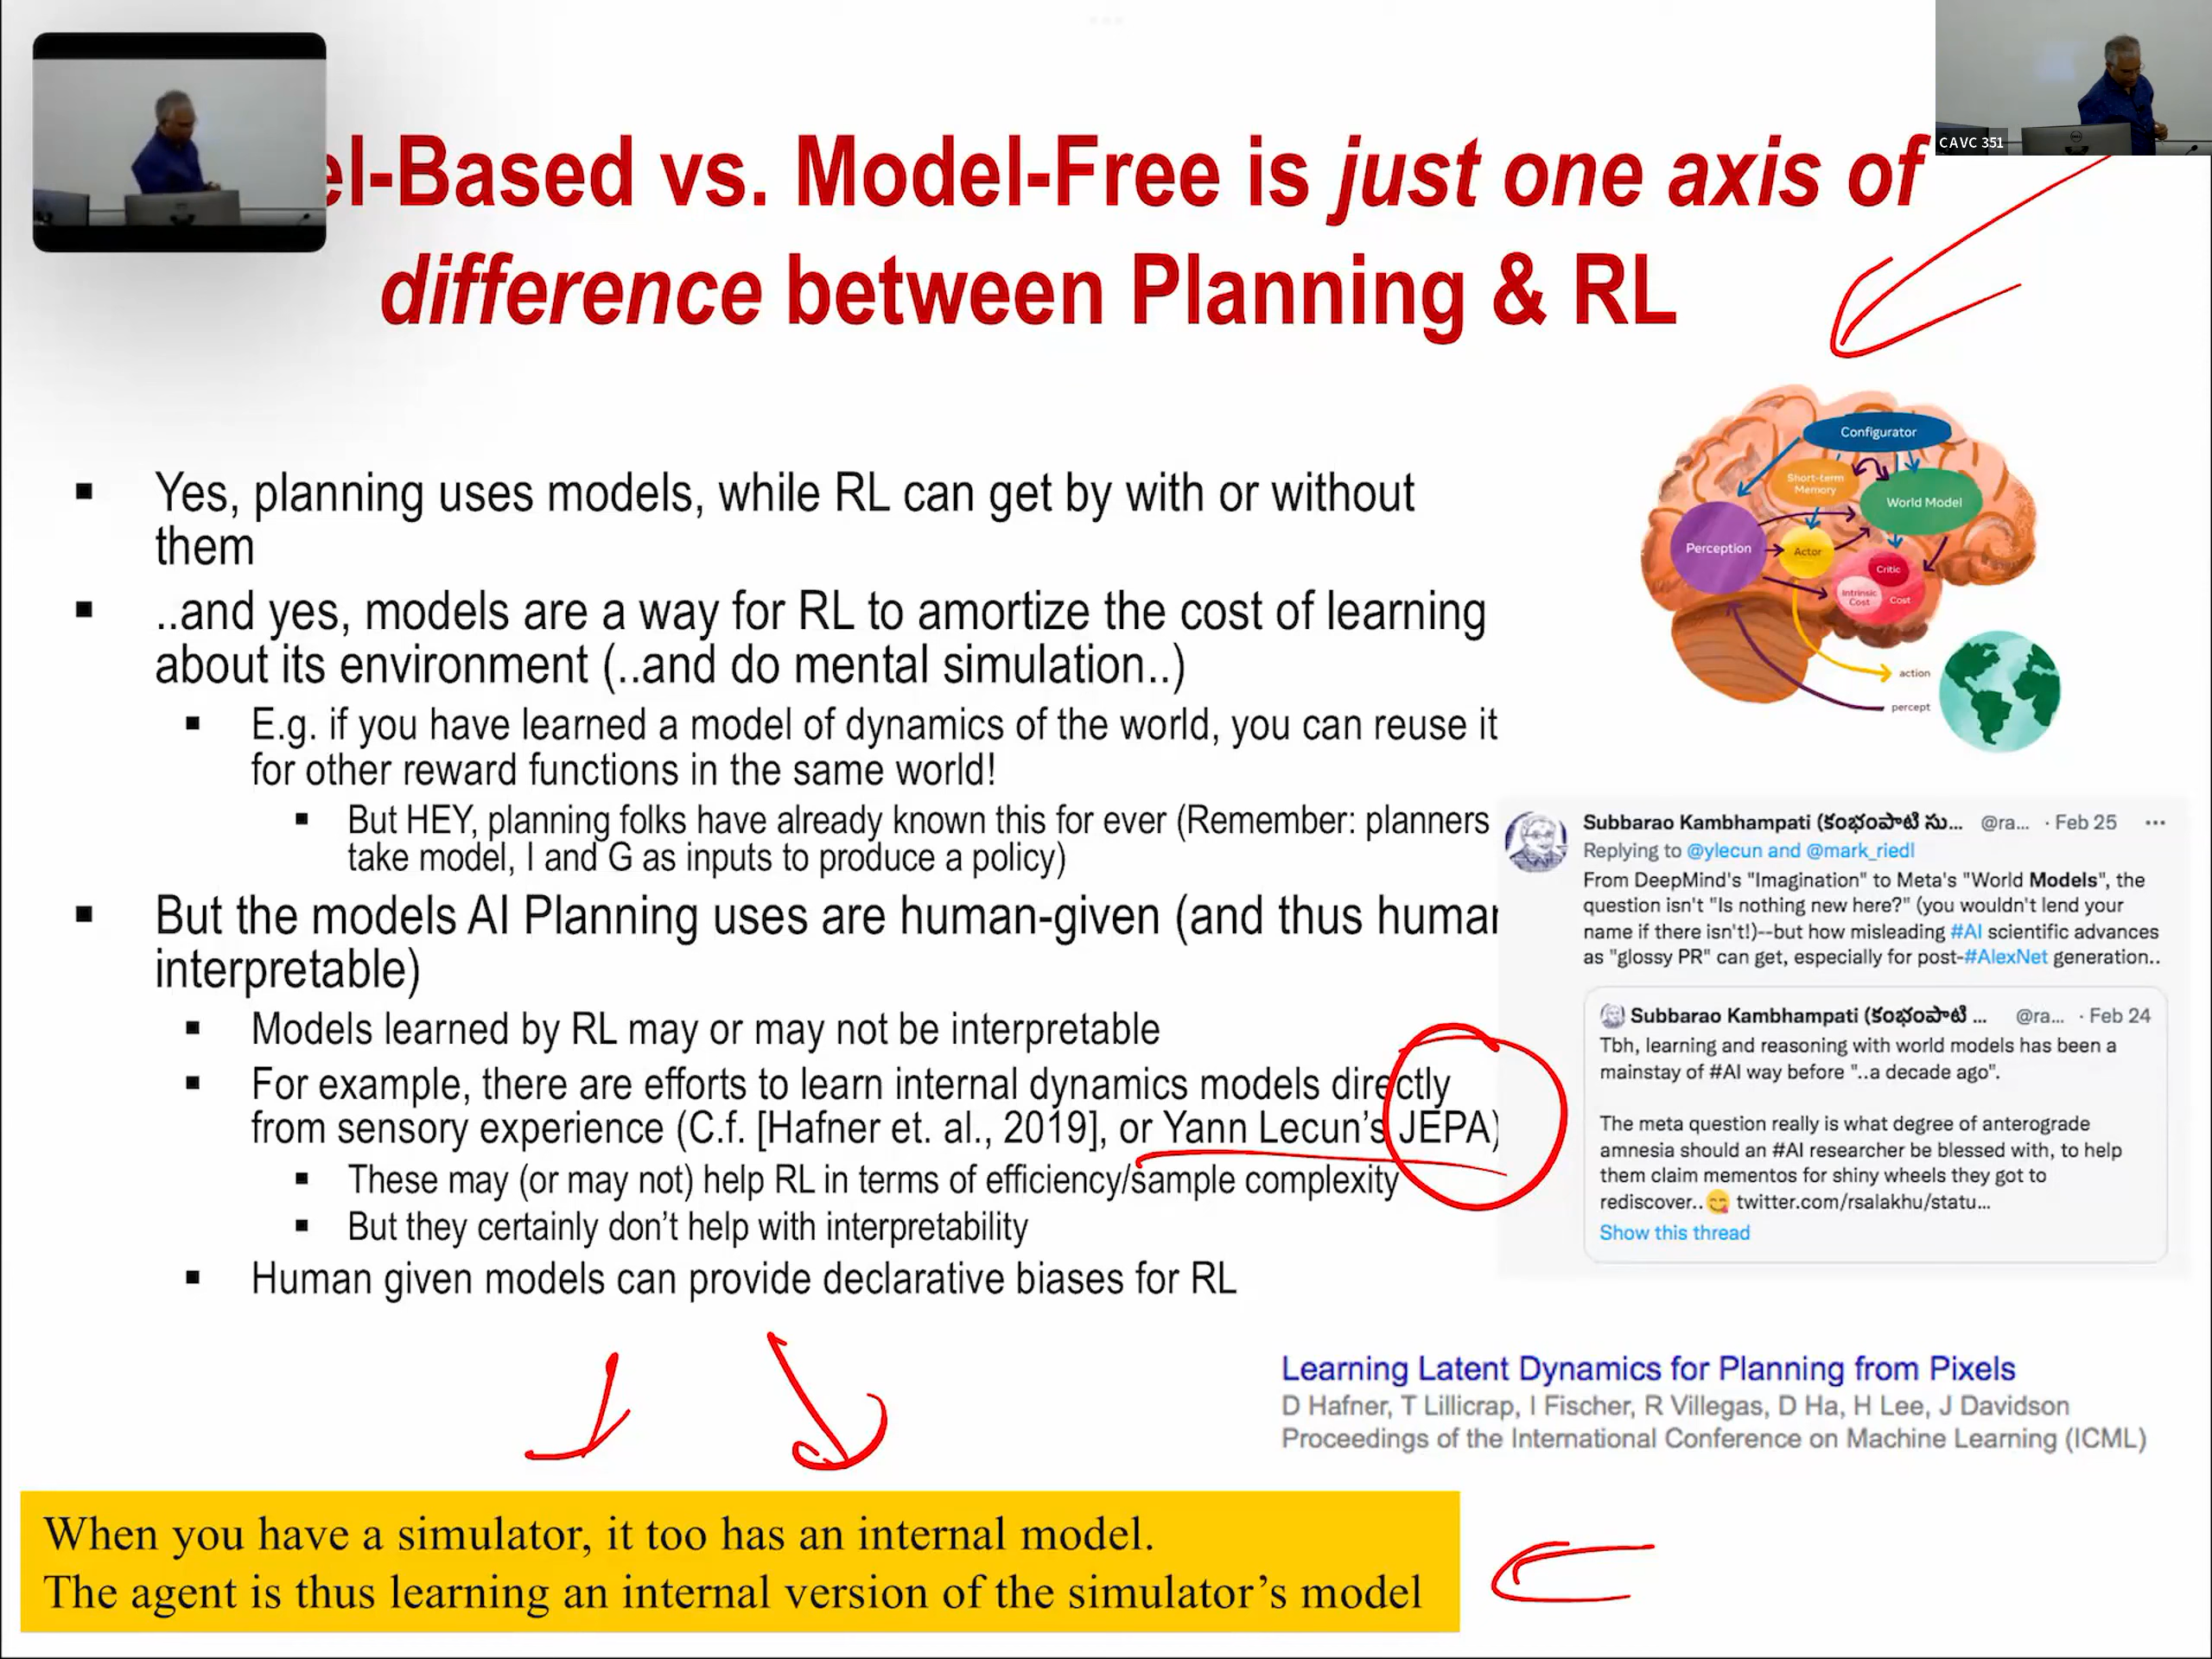 el-Based vs. Model-Free is just one axis of
difference between Planning & RL
CAVC 351
▪ Yes, planning uses models, while RL can get by with or without
them
▪ ..and yes, models are a way for RL to amortize the cost of learning
about its environment (..and do mental simulation..)
▪ E.g. if you have learned a model of dynamics of the world, you can reuse it
for other reward functions in the same world!
▪ But HEY, planning folks have already known this for ever (Remember: planners
take model, I and G as inputs to produce a policy)
▪ But the models AI Planning uses are human-given (and thus human
interpretable)
▪ Models learned by RL may or may not be interpretable
▪ For example, there are efforts to learn internal dynamics models directly
from sensory experience (C.f. [Hafner et. al., 2019], or Yann Lecun's JEPA)
▪ These may (or may not) help RL in terms of efficiency/sample complexity
▪ But they certainly don't help with interpretability
▪ Human given models can provide declarative biases for RL
Configurator
Short-term
Memory
World Model
Perception
Actor
Critic
Intrinsic
Cost
Cost
action
percept
Subbarao Kambhampati (కంభంపాటి సు... @ra... · Feb 25 ···
Replying to @ylecun and @mark_riedl
From DeepMind's "Imagination" to Meta's "World Models", the
question isn't "Is nothing new here?" (you wouldn't lend your
name if there isn't!)--but how misleading #AI scientific advances
as "glossy PR" can get, especially for post-#AlexNet generation..
Subbarao Kambhampati (కంభంపాటి ... @ra... · Feb 24
Tbh, learning and reasoning with world models has been a
mainstay of #AI way before "..a decade ago".
The meta question really is what degree of anterograde
amnesia should an #AI researcher be blessed with, to help
them claim mementos for shiny wheels they got to
rediscover..😋 twitter.com/rsalakhu/statu...
Show this thread
Learning Latent Dynamics for Planning from Pixels
D Hafner, T Lillicrap, I Fischer, R Villegas, D Ha, H Lee, J Davidson
Proceedings of the International Conference on Machine Learning (ICML)
When you have a simulator, it too has an internal model.
The agent is thus learning an internal version of the simulator's model